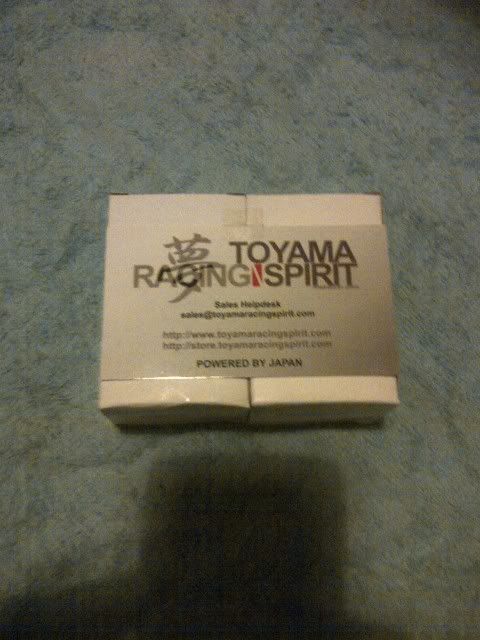 夢 TOYAMA
RACING SPIRIT
Sales Helpdesk
sales@toyamaracingspirit.com
http://www.toyamaracingspirit.com
http://store.toyamaracingspirit.com
POWERED BY JAPAN